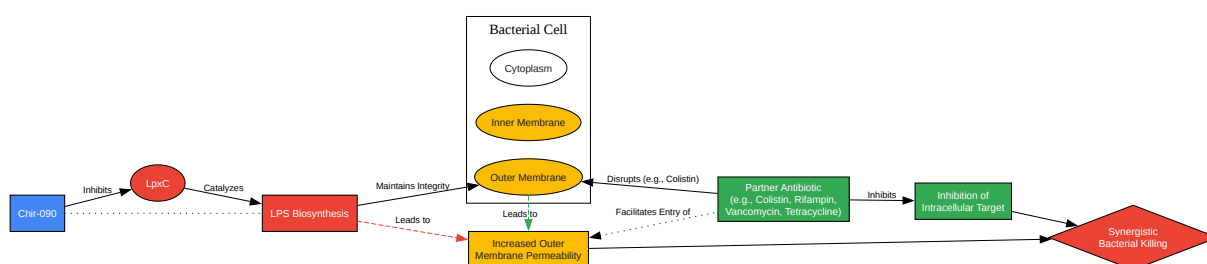 Bacterial Cell
Cytoplasm
Inner Membrane
Outer Membrane
Chir-090
Inhibits
LpxC
Catalyzes
LPS Biosynthesis
Maintains Integrity
Leads to
Leads to
Increased Outer
Membrane Permeability
Disrupts (e.g., Colistin)
Facilitates Entry of
Partner Antibiotic
(e.g., Colistin, Rifampin,
Vancomycin, Tetracycline)
Inhibits
Inhibition of
Intracellular Target
Synergistic
Bacterial Killing